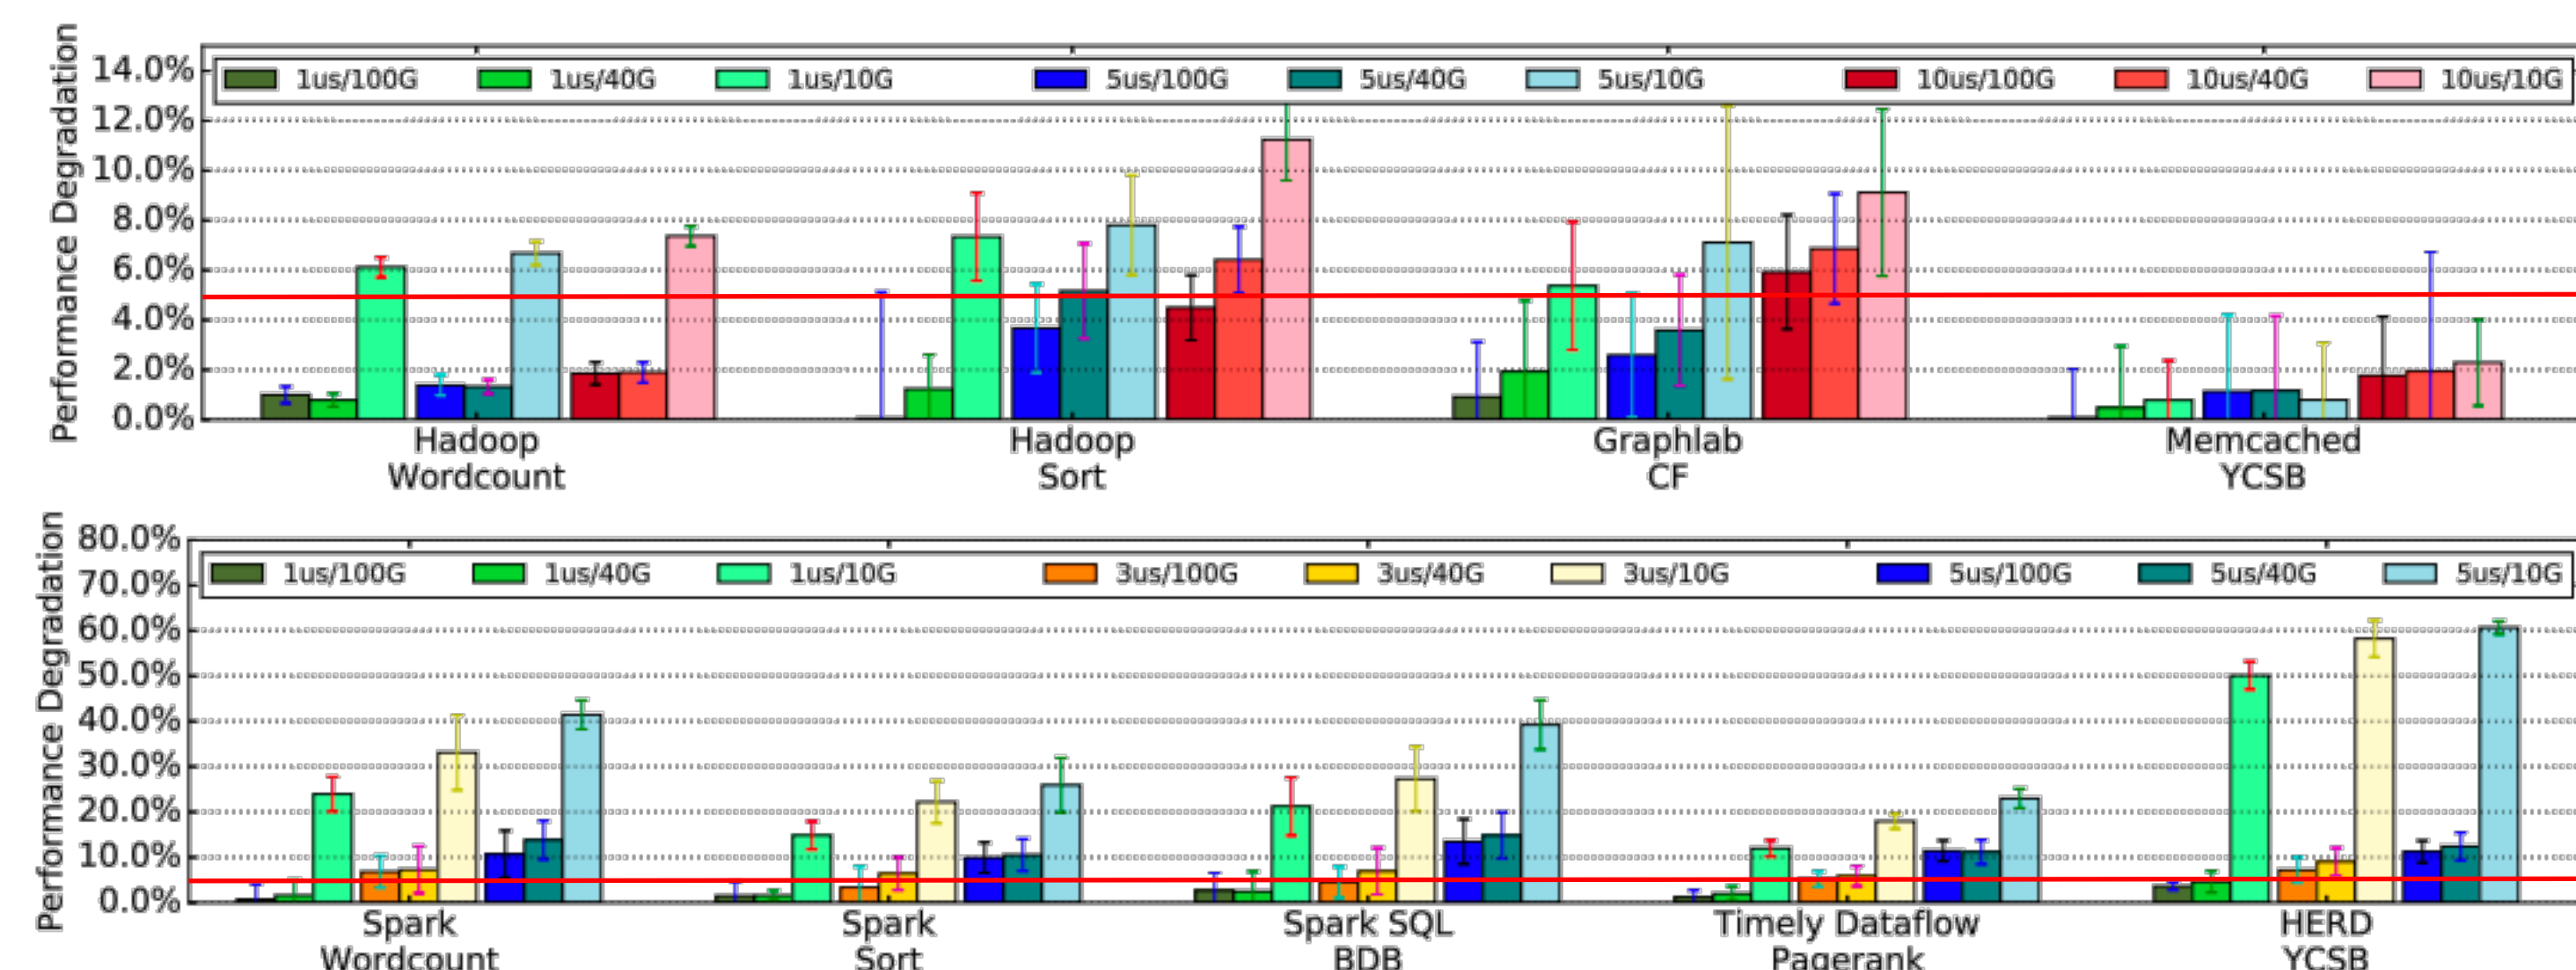 Performance Degradation
14.0%
12.0%
10.0%
8.0%
6.0%
4.0%
2.0%
0.0%
1us/100G 1us/40G 1us/10G 5us/100G 5us/40G 5us/10G 10us/100G 10us/40G 10us/10G
Hadoop Wordcount
Hadoop Sort
Graphlab CF
Memcached YCSB
Performance Degradation
80.0%
70.0%
60.0%
50.0%
40.0%
30.0%
20.0%
10.0%
0.0%
1us/100G 1us/40G 1us/10G 3us/100G 3us/40G 3us/10G 5us/100G 5us/40G 5us/10G
Spark Wordcount
Spark Sort
Spark SQL BDB
Timely Dataflow Pagerank
HERD YCSB